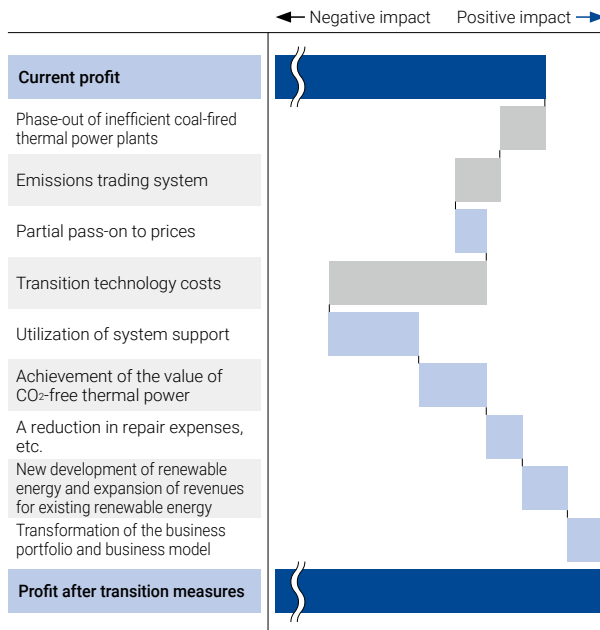 ← Negative impact Positive impact →
Current profit
Phase-out of inefficient coal-fired
thermal power plants
Emissions trading system
Partial pass-on to prices
Transition technology costs
Utilization of system support
Achievement of the value of
CO₂-free thermal power
A reduction in repair expenses,
etc.
New development of renewable
energy and expansion of revenues
for existing renewable energy
Transformation of the business
portfolio and business model
Profit after transition measures